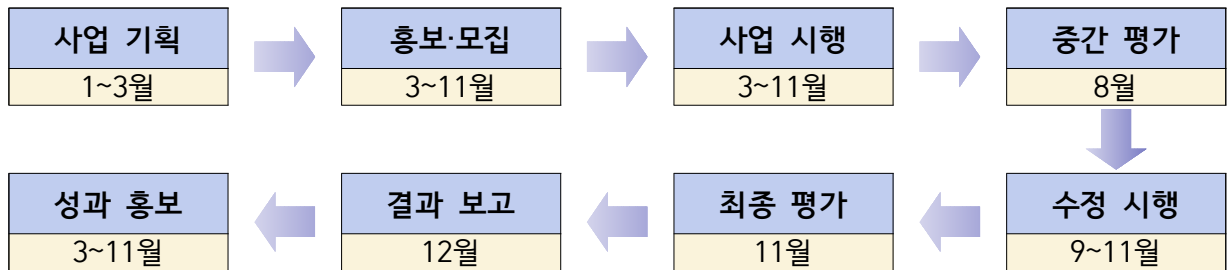 사업 기획
1~3월
홍보·모집
3~11월
사업 시행
3~11월
중간 평가
8월
수정 시행
9~11월
최종 평가
11월
결과 보고
12월
성과 홍보
3~11월